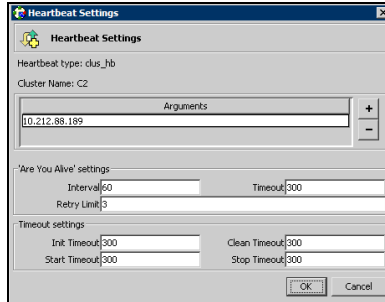 Heartbeat Settings
Heartbeat Settings
Heartbeat type: clus_hb
Cluster Name: C2
Arguments
10.212.88.189
+
−
'Are You Alive' settings
Interval 60 Timeout 300
Retry Limit 3
Timeout settings
Init Timeout 300 Clean Timeout 300
Start Timeout 300 Stop Timeout 300
OK Cancel